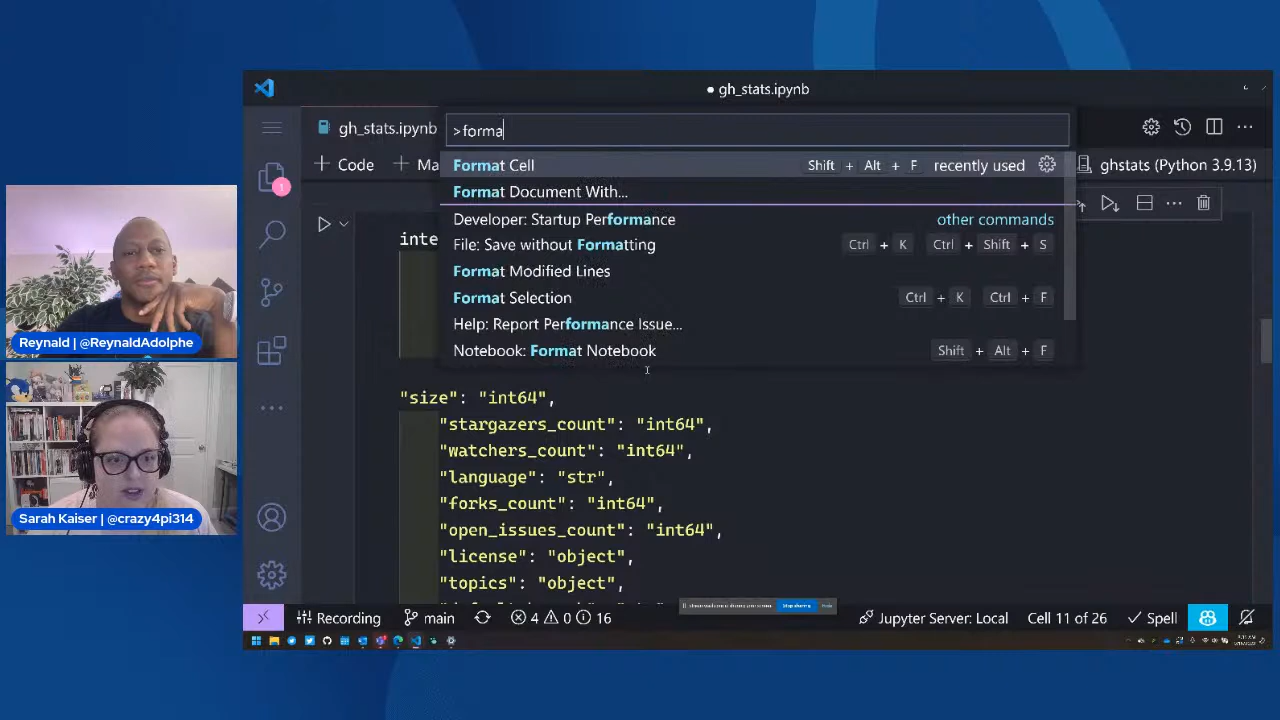 gh_stats.ipynb
gh_stats.ipynb
>forma
Code
Ma
ghstats (Python 3.9.13)
Format Cell Shift + Alt + F recently used
Format Document With...
Developer: Startup Performance other commands
File: Save without Formatting Ctrl + K Ctrl + Shift + S
Format Modified Lines
Format Selection Ctrl + K Ctrl + F
Help: Report Performance Issue...
Notebook: Format Notebook Shift + Alt + F
1
inte
"size": "int64",
"stargazers_count": "int64",
"watchers_count": "int64",
"language": "str",
"forks_count": "int64",
"open_issues_count": "int64",
"license": "object",
"topics": "object",
Recording main 4 0 16 Jupyter Server: Local Cell 11 of 26 Spell
Stop sharing Hide
Reynald | @ReynaldAdolphe
Sarah Kaiser | @crazy4pi314